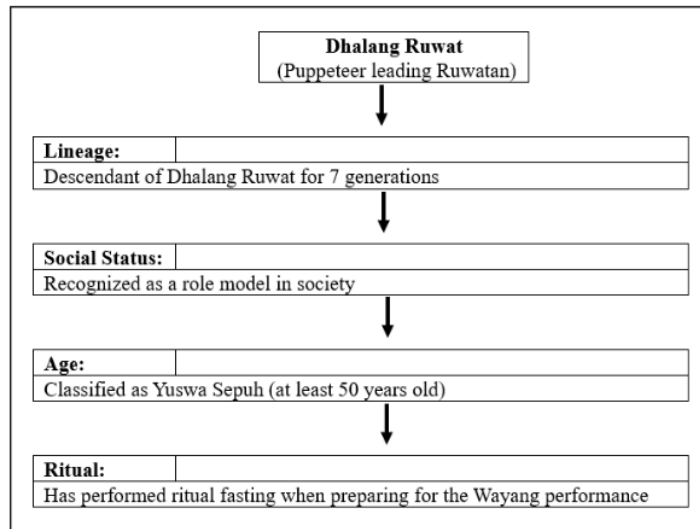 Dhalang Ruwat
(Puppeteer leading Ruwatan)
Lineage:
Descendant of Dhalang Ruwat for 7 generations
Social Status:
Recognized as a role model in society
Age:
Classified as Yuswa Sepuh (at least 50 years old)
Ritual:
Has performed ritual fasting when preparing for the Wayang performance